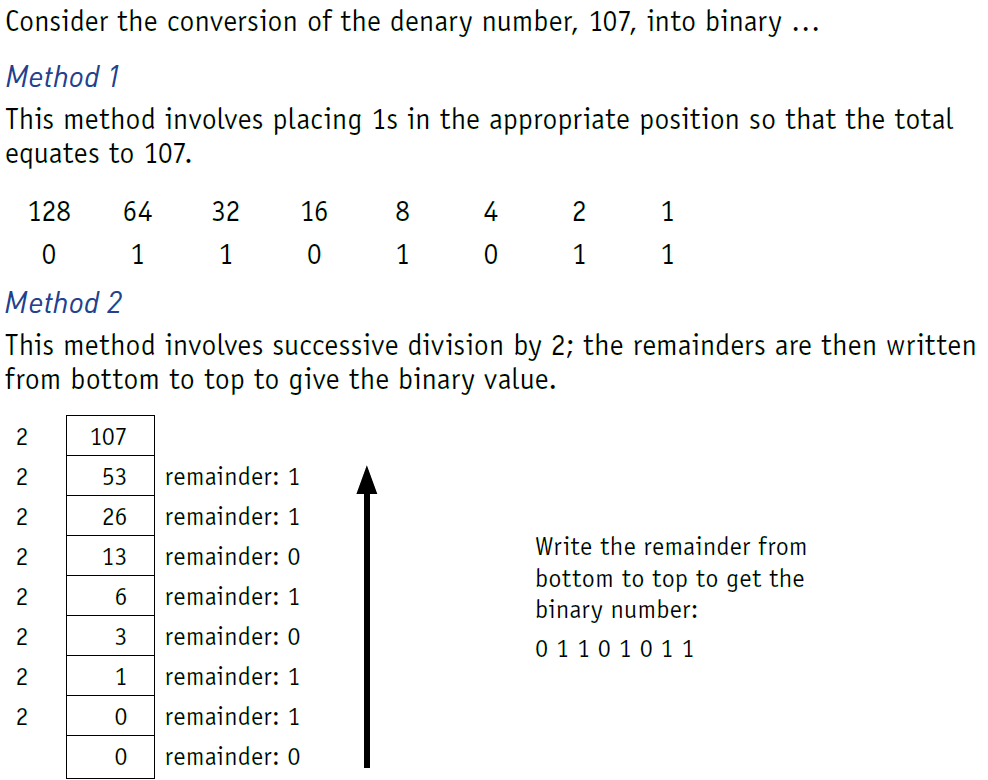 Consider the conversion of the denary number, 107, into binary ...
Method 1
This method involves placing 1s in the appropriate position so that the total
equates to 107.
128 64 32 16 8 4 2 1
0 1 1 0 1 0 1 1
Method 2
This method involves successive division by 2; the remainders are then written
from bottom to top to give the binary value.
2 107
2 53 remainder: 1
2 26 remainder: 1
2 13 remainder: 0
2 6 remainder: 1
2 3 remainder: 0
2 1 remainder: 1
2 0 remainder: 1
0 remainder: 0
Write the remainder from
bottom to top to get the
binary number:
0 1 1 0 1 0 1 1